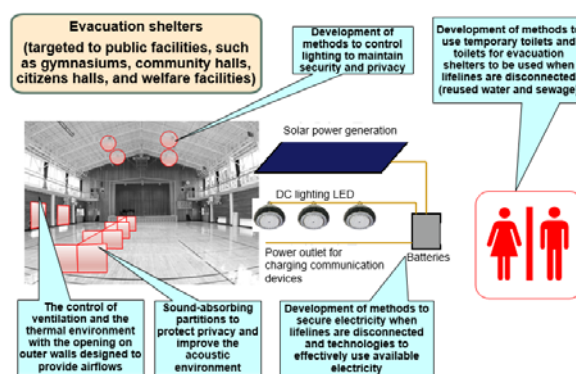 Evacuation shelters
(targeted to public facilities, such
as gymnasiums, community halls,
citizens halls, and welfare facilities)
Development of
methods to control
lighting to maintain
security and privacy
Development of methods to
use temporary toilets and
toilets for evacuation
shelters to be used when
lifelines are disconnected
(reused water and sewage)
Solar power generation
DC lighting LED
Power outlet for
charging communication
devices
Batteries
The control of
ventilation and the
thermal environment
with the opening on
outer walls designed to
provide airflows
Sound-absorbing
partitions to
protect privacy and
improve the
acoustic environment
Development of methods to
secure electricity when
lifelines are disconnected
and technologies to
effectively use available
electricity